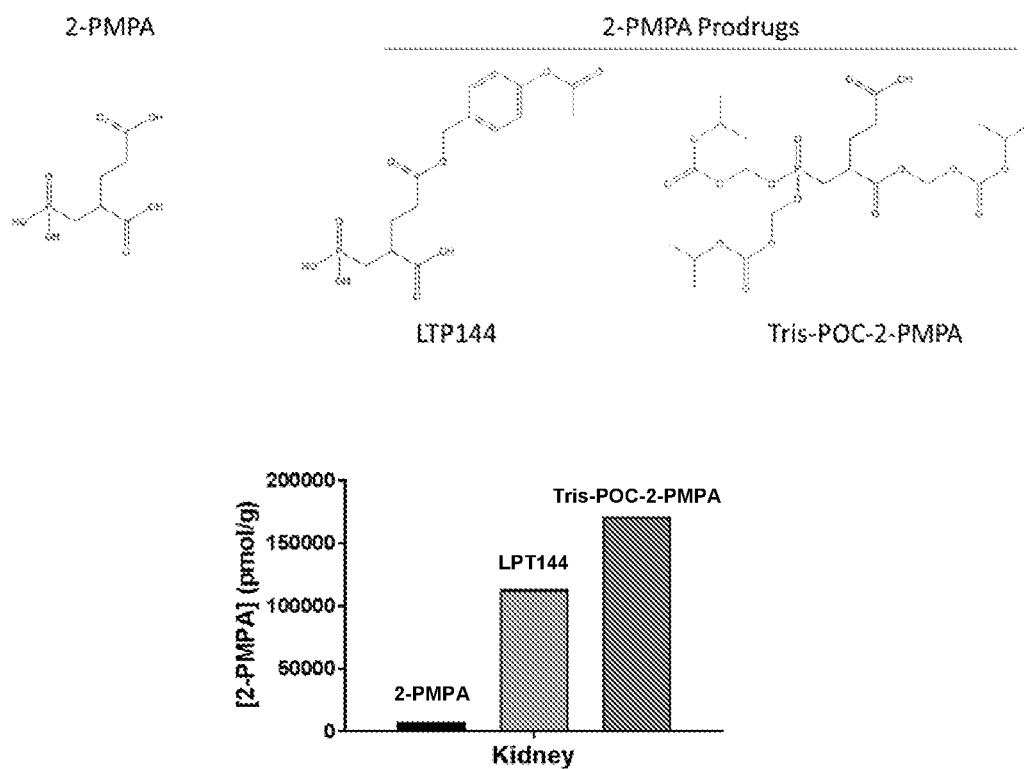 2-PMPA
2-PMPA Prodrugs
LTP144
Tris-POC-2-PMPA
[2-PMPA] (pmol/g)
200000
150000
100000
50000
0
2-PMPA
LPT144
Tris-POC-2-PMPA
Kidney